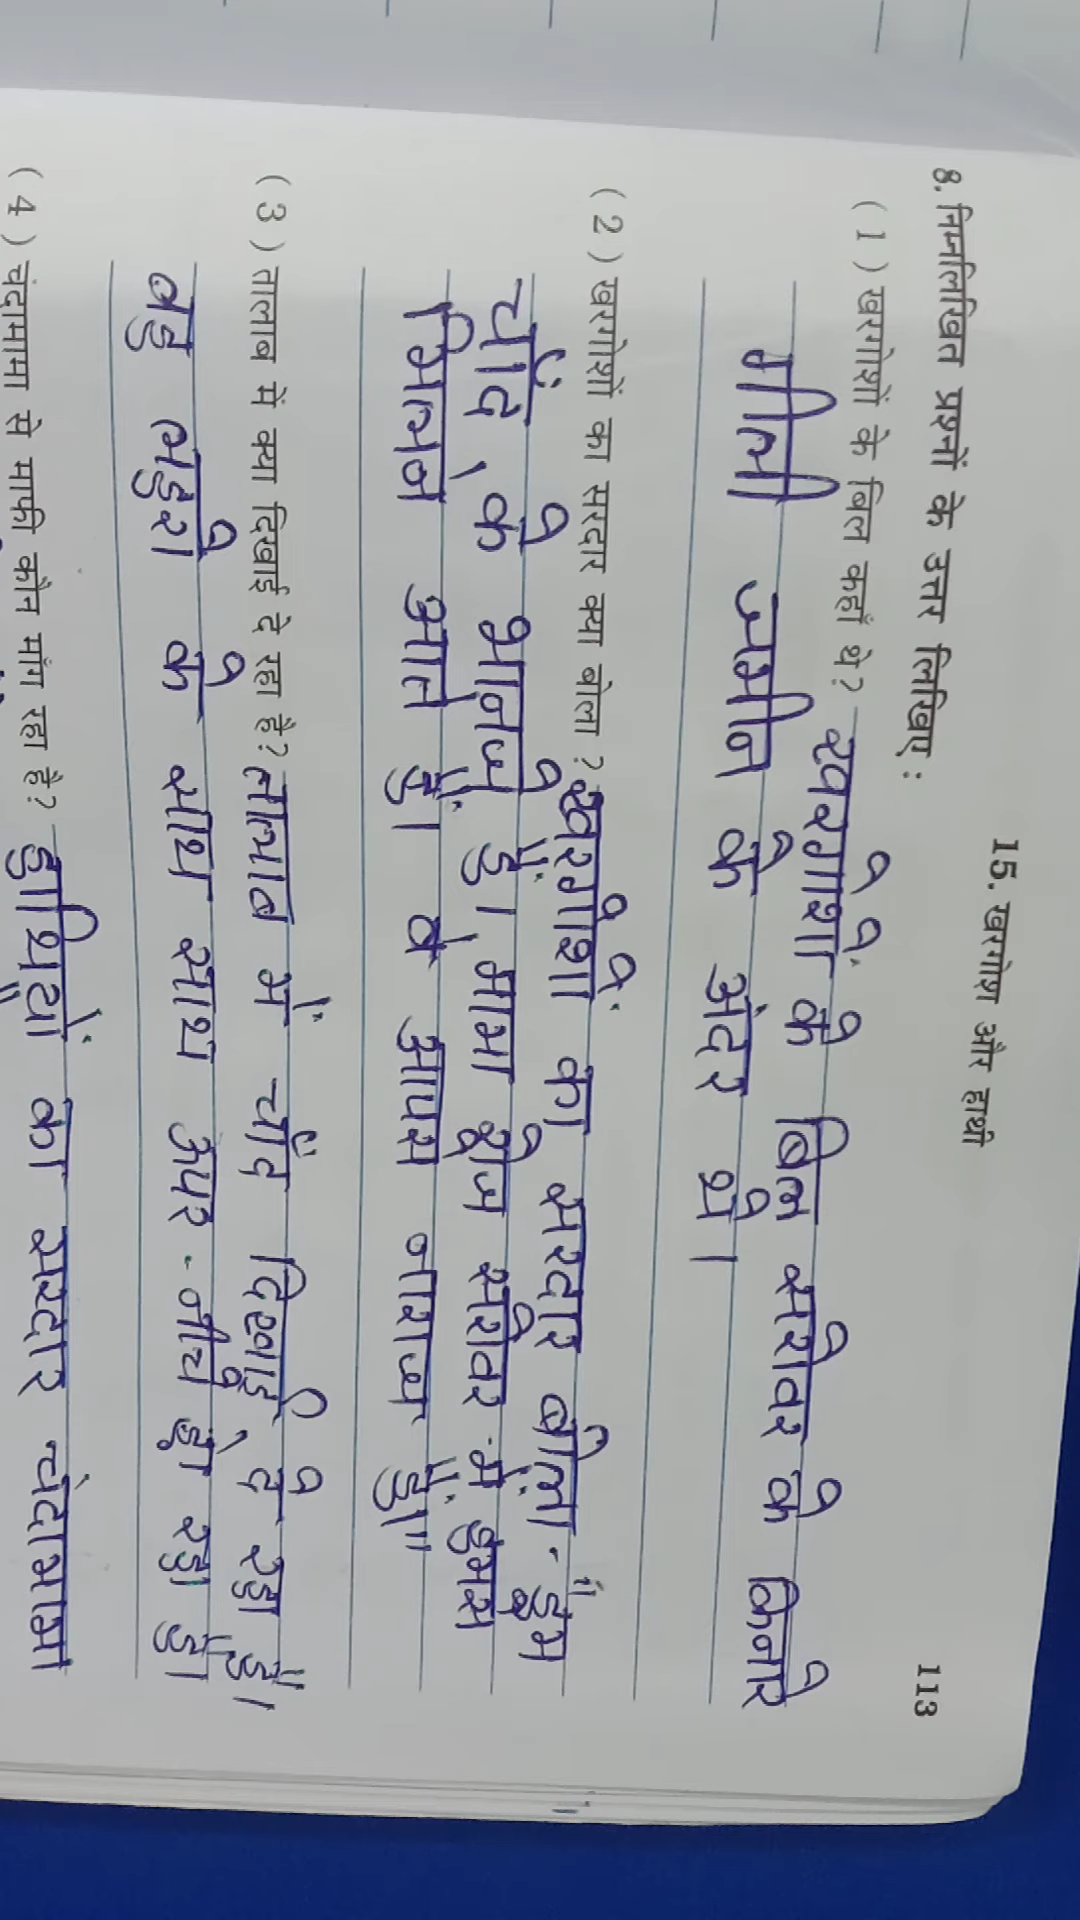 15. खरगोश और हाथी
113
8. निम्नलिखित प्रश्नों के उत्तर लिखिए :
( 1 ) खरगोशों के बिल कहाँ थे ? खरगोशों के बिल सरोवर के किनारे
गीली जमीन के अंदर थे।
( 2 ) खरगोशों का सरदार क्या बोला ? खरगोशों का सरदार बोला - "हम
चाँद के भानजे हैं। मामा रोज सरोवर में हमसे
मिलने आते हैं। वे आपसे नाराज हैं।"
( 3 ) तालाब में क्या दिखाई दे रहा है? तालाब में चाँद दिखाई दे रहा है।
वह लहरों के साथ साथ ऊपर - नीचे हो रहा है।
( 4 ) चंदामामा से माफी कौन माँग रहा है? हाथियों का सरदार चंदामामा